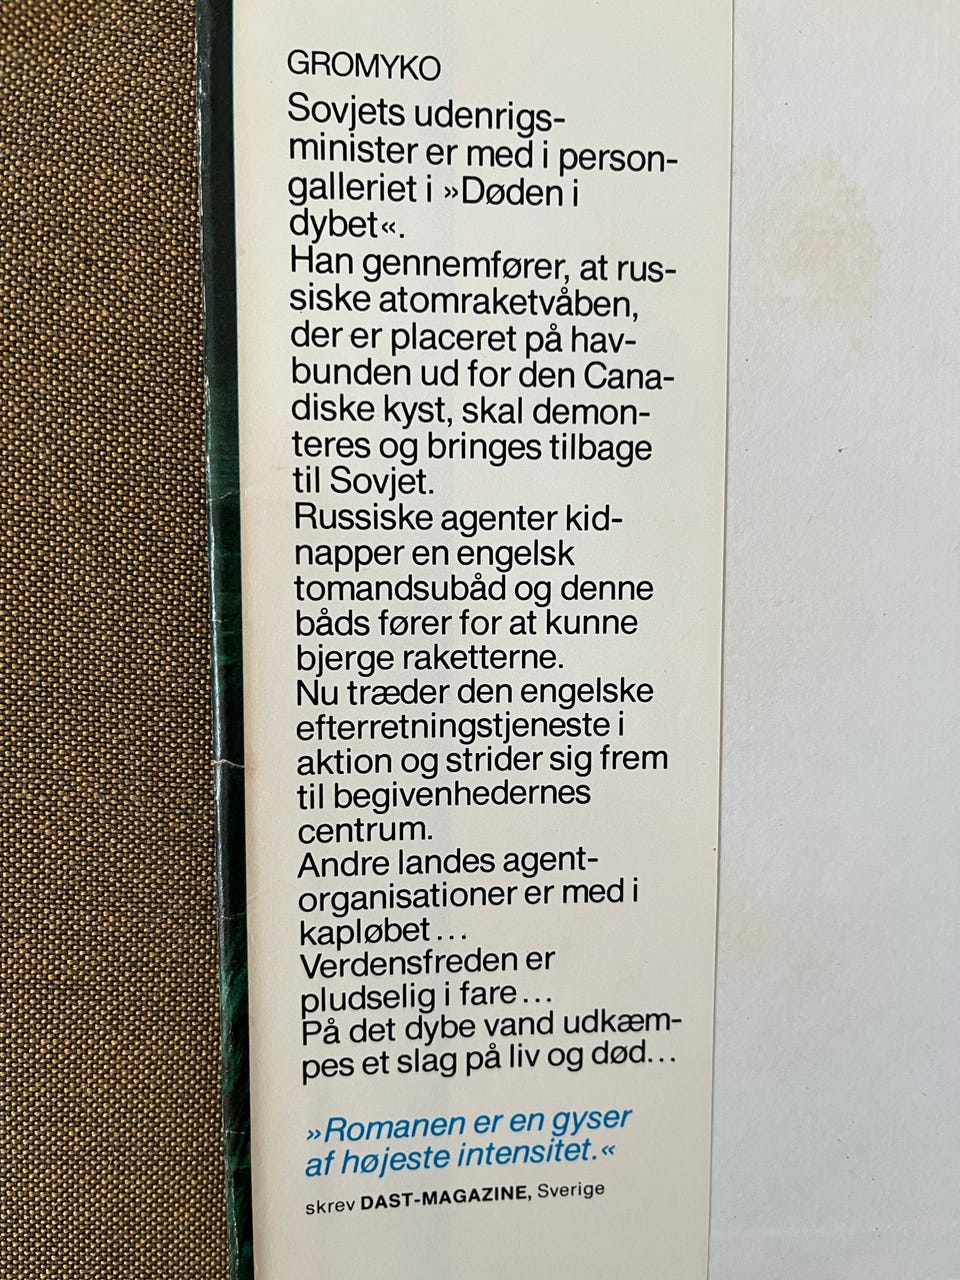 GROMYKO
Sovjets udenrigs-
minister er med i person-
galleriet i »Døden i
dybet«.
Han gennemfører, at rus-
siske atomraketvåben,
der er placeret på hav-
bunden ud for den Cana-
diske kyst, skal demon-
teres og bringes tilbage
til Sovjet.
Russiske agenter kid-
napper en engelsk
tomandsubåd og denne
båds fører for at kunne
bjerge raketterne.
Nu træder den engelske
efterretningstjeneste i
aktion og strider sig frem
til begivenhedernes
centrum.
Andre landes agent-
organisationer er med i
kapløbet...
Verdensfreden er
pludselig i fare...
På det dybe vand udkæm-
pes et slag på liv og død...
»Romanen er en gyser
af højeste intensitet.«
skrev DAST-MAGAZINE, Sverige